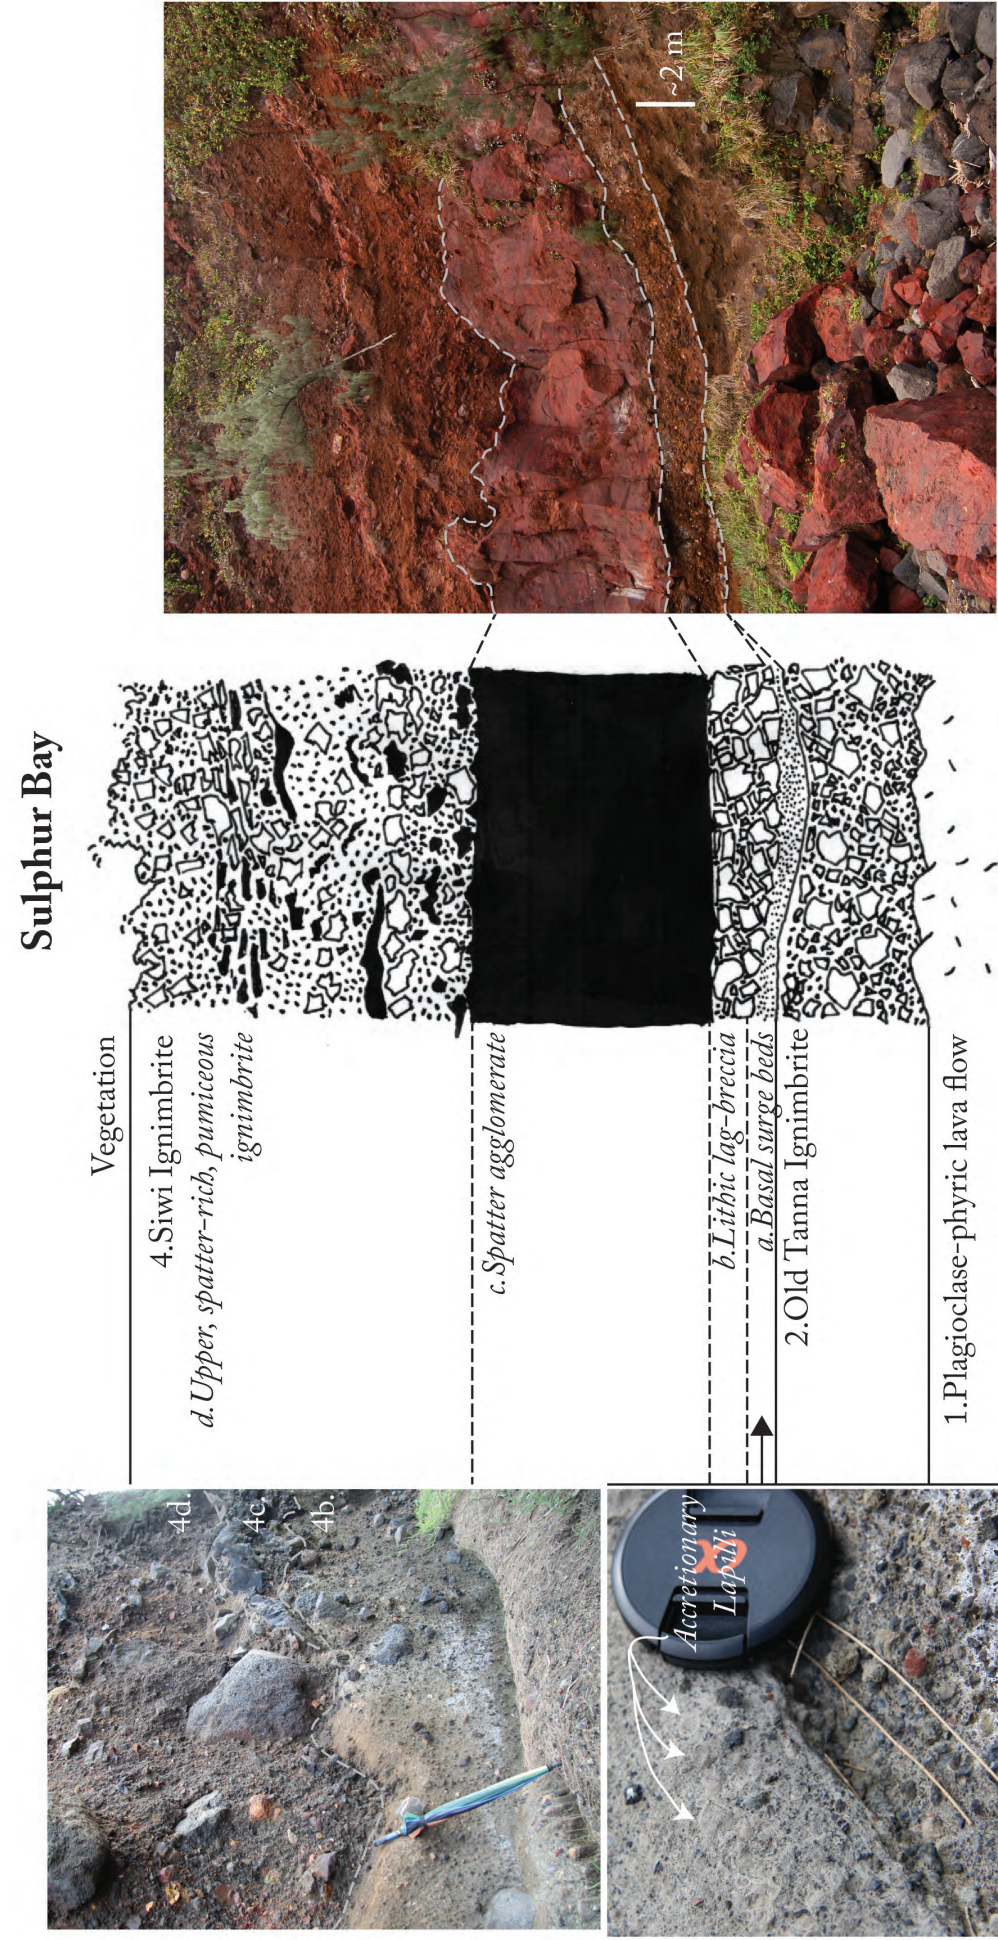 Sulphur Bay
Vegetation
4.Siwi Ignimbrite
d.Upper, spatter-rich, pumiceous
ignimbrite
c.Spatter agglomerate
b.Lithic lag-breccia
a.Basal surge beds
2.Old Tanna Ignimbrite
1.Plagioclase-phyric lava flow
4d.
4c.
4b.
Accretionary
Lapilli
~2 m